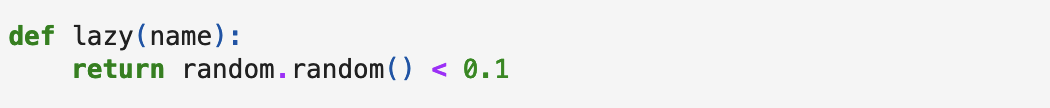 def lazy(name):
    return random.random() < 0.1